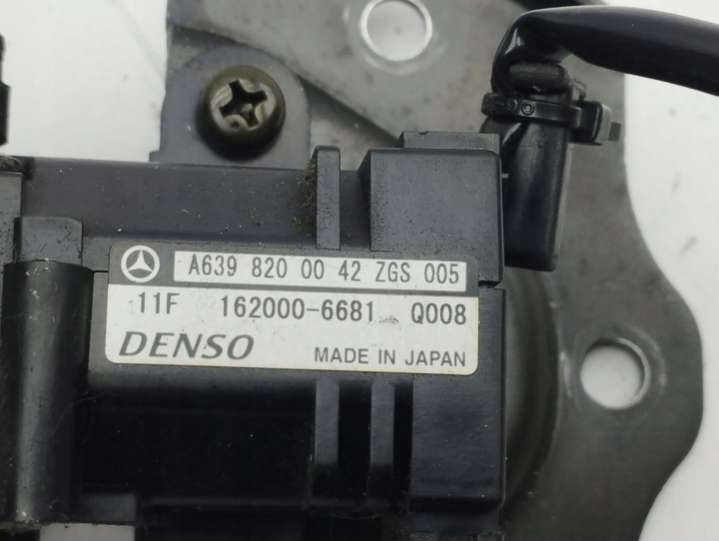 A639 820 00 42 ZGS 005
11F 162000-6681 Q008
DENSO MADE IN JAPAN